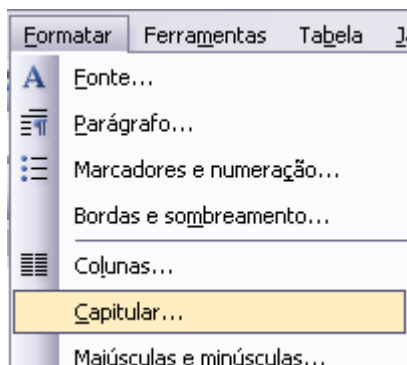 Formatar Ferramentas Tabela
Fonte...
Parágrafo...
Marcadores e numeração...
Bordas e sombreamento...
Colunas...
Capitular...
Maiúsculas e minúsculas...